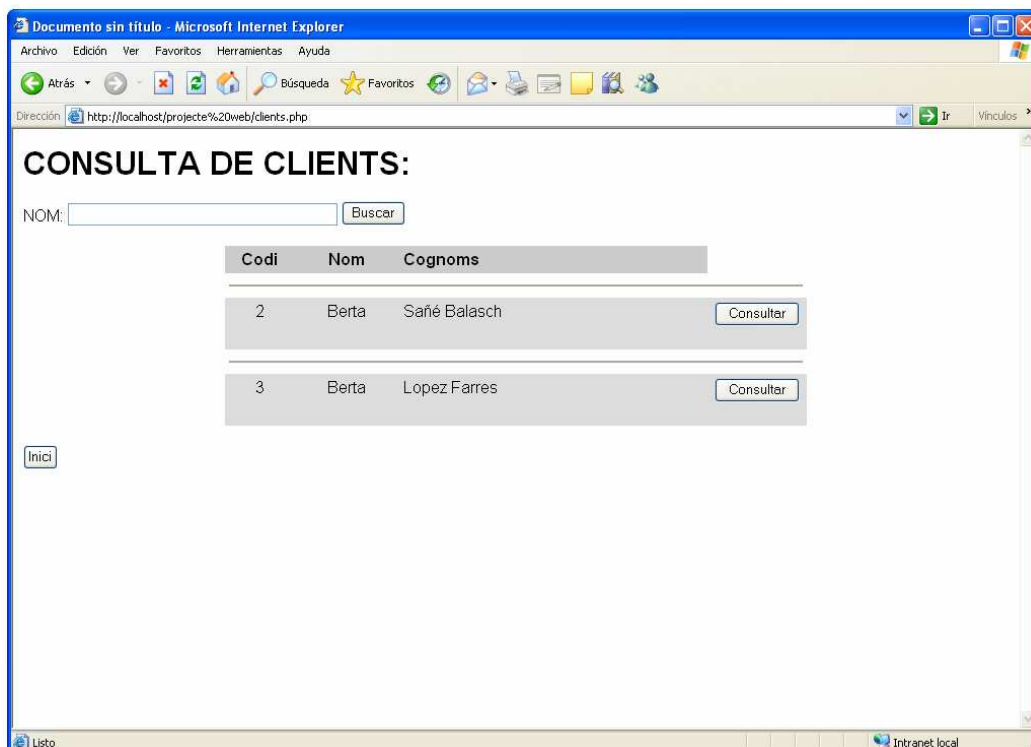 Documento sin título - Microsoft Internet Explorer
Archivo Edición Ver Favoritos Herramientas Ayuda
Atrás Búsqueda Favoritos
Dirección http://localhost/projecte%20web/clients.php Ir Vínculos »
CONSULTA DE CLIENTS:
NOM: Buscar
Codi Nom Cognoms
2 Berta Sañé Balasch Consultar
3 Berta Lopez Farres Consultar
Inici
Listo Intranet local